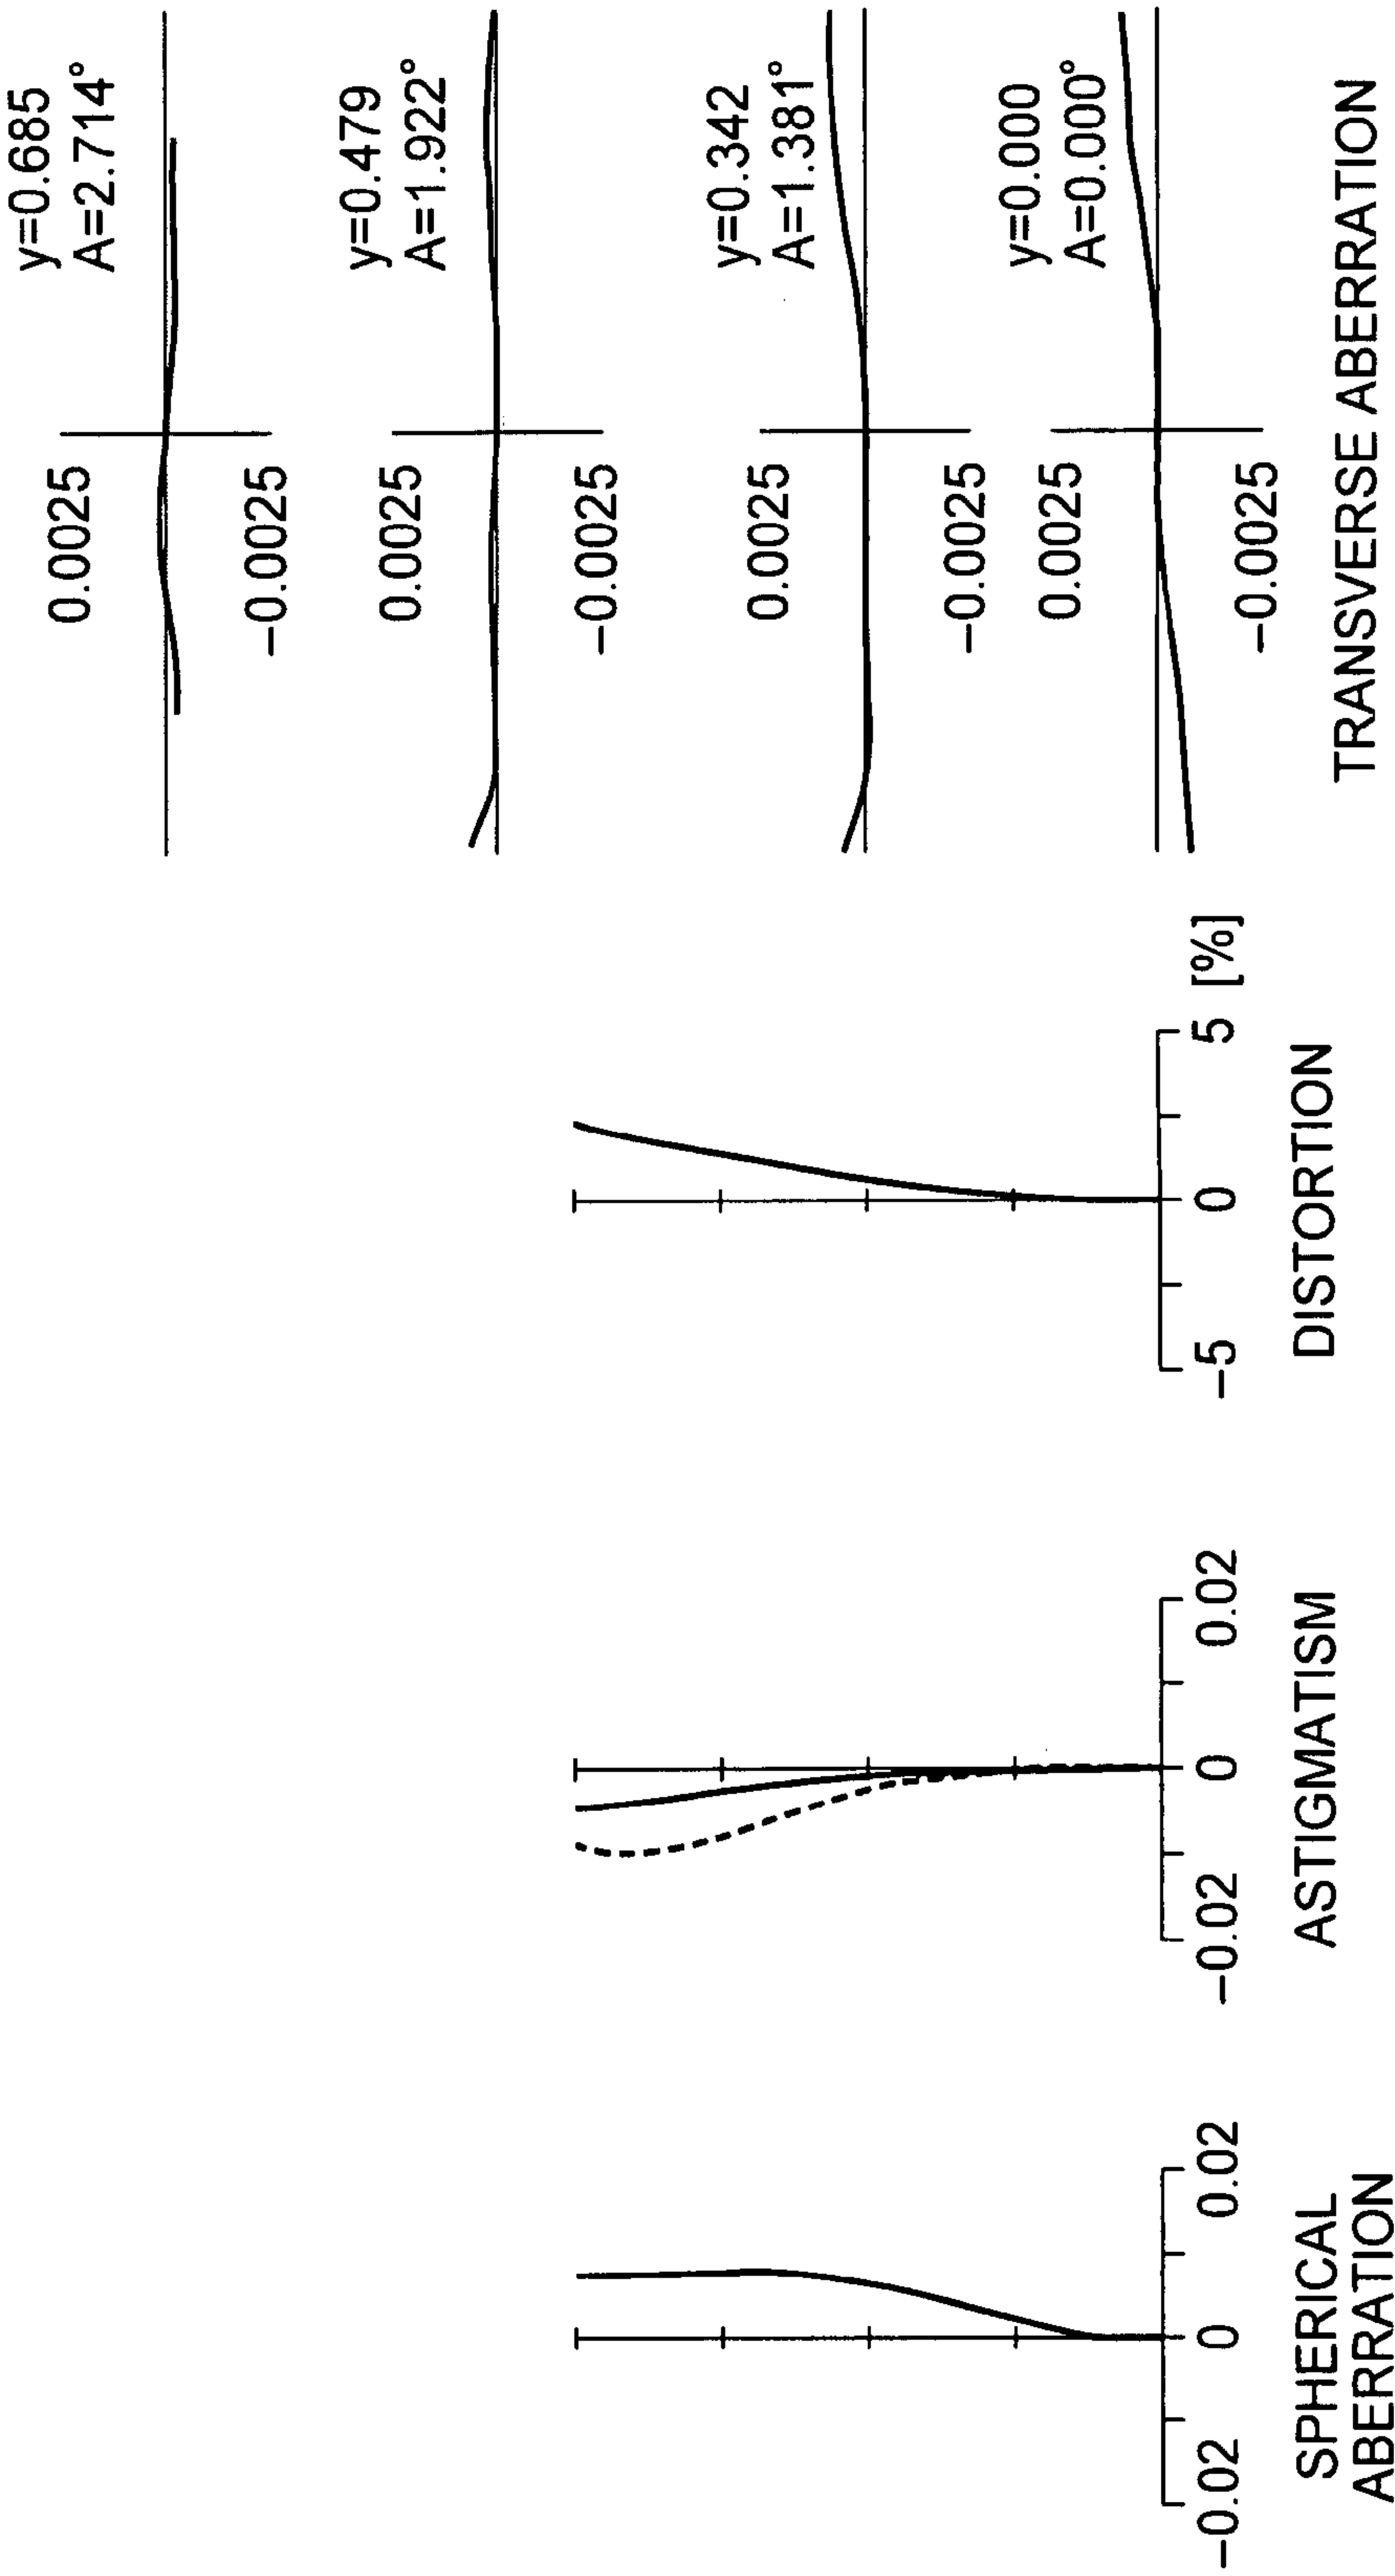 0.02
0
−0.02
SPHERICAL
ABERRATION
0.02
0
−0.02
ASTIGMATISM
5
0
−5
[%]
DISTORTION
y=0.685
A=2.714°
0.0025
−0.0025
y=0.479
A=1.922°
0.0025
−0.0025
y=0.342
A=1.381°
0.0025
−0.0025
y=0.000
A=0.000°
0.0025
−0.0025
TRANSVERSE ABERRATION